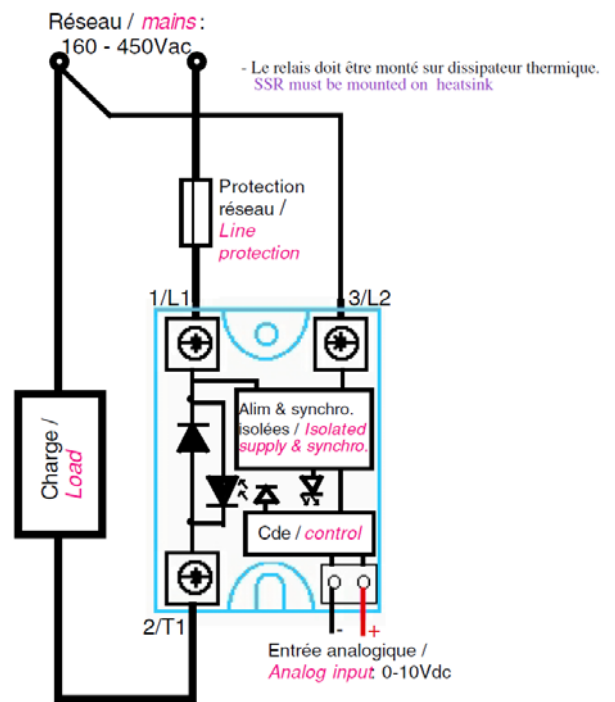 Réseau / mains :
160 - 450Vac
- Le relais doit être monté sur dissipateur thermique.
SSR must be mounted on heatsink
Protection
réseau /
Line
protection
1/L1
3/L2
Alim & synchro.
isolées / Isolated
supply & synchro.
Charge /
Load
Cde / control
2/T1
- +
Entrée analogique /
Analog input: 0-10Vdc